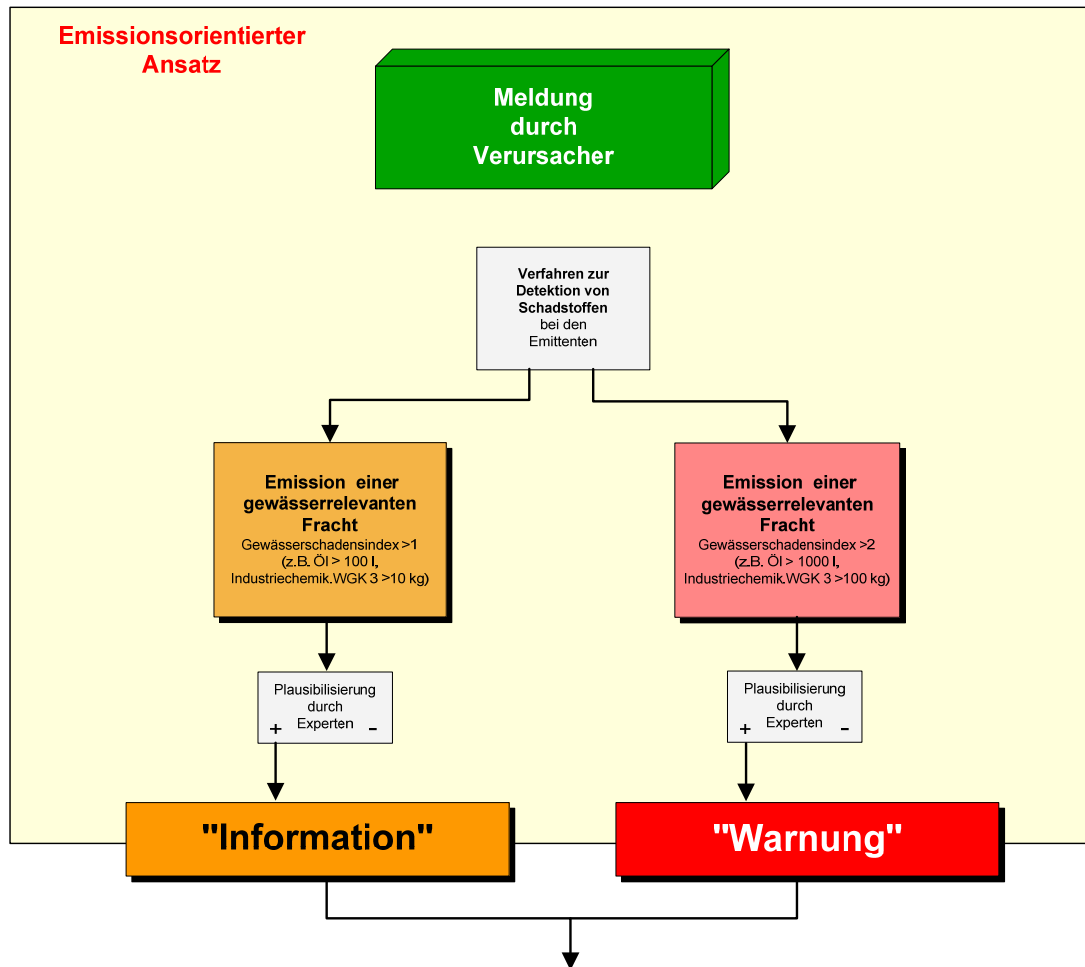 Emissionsorientierter
Ansatz
Meldung
durch
Verursacher
Verfahren zur
Detektion von
Schadstoffen
bei den
Emittenten
Emission einer
gewässerrelevanten
Fracht
Gewässerschadensindex >1
(z.B. Öl > 100 l,
Industriechemik.WGK 3 >10 kg)
Emission einer
gewässerrelevanten
Fracht
Gewässerschadensindex >2
(z.B. Öl > 1000 l,
Industriechemik.WGK 3 >100 kg)
Plausibilisierung
durch
Experten
+ -
Plausibilisierung
durch
Experten
+ -
"Information"
"Warnung"